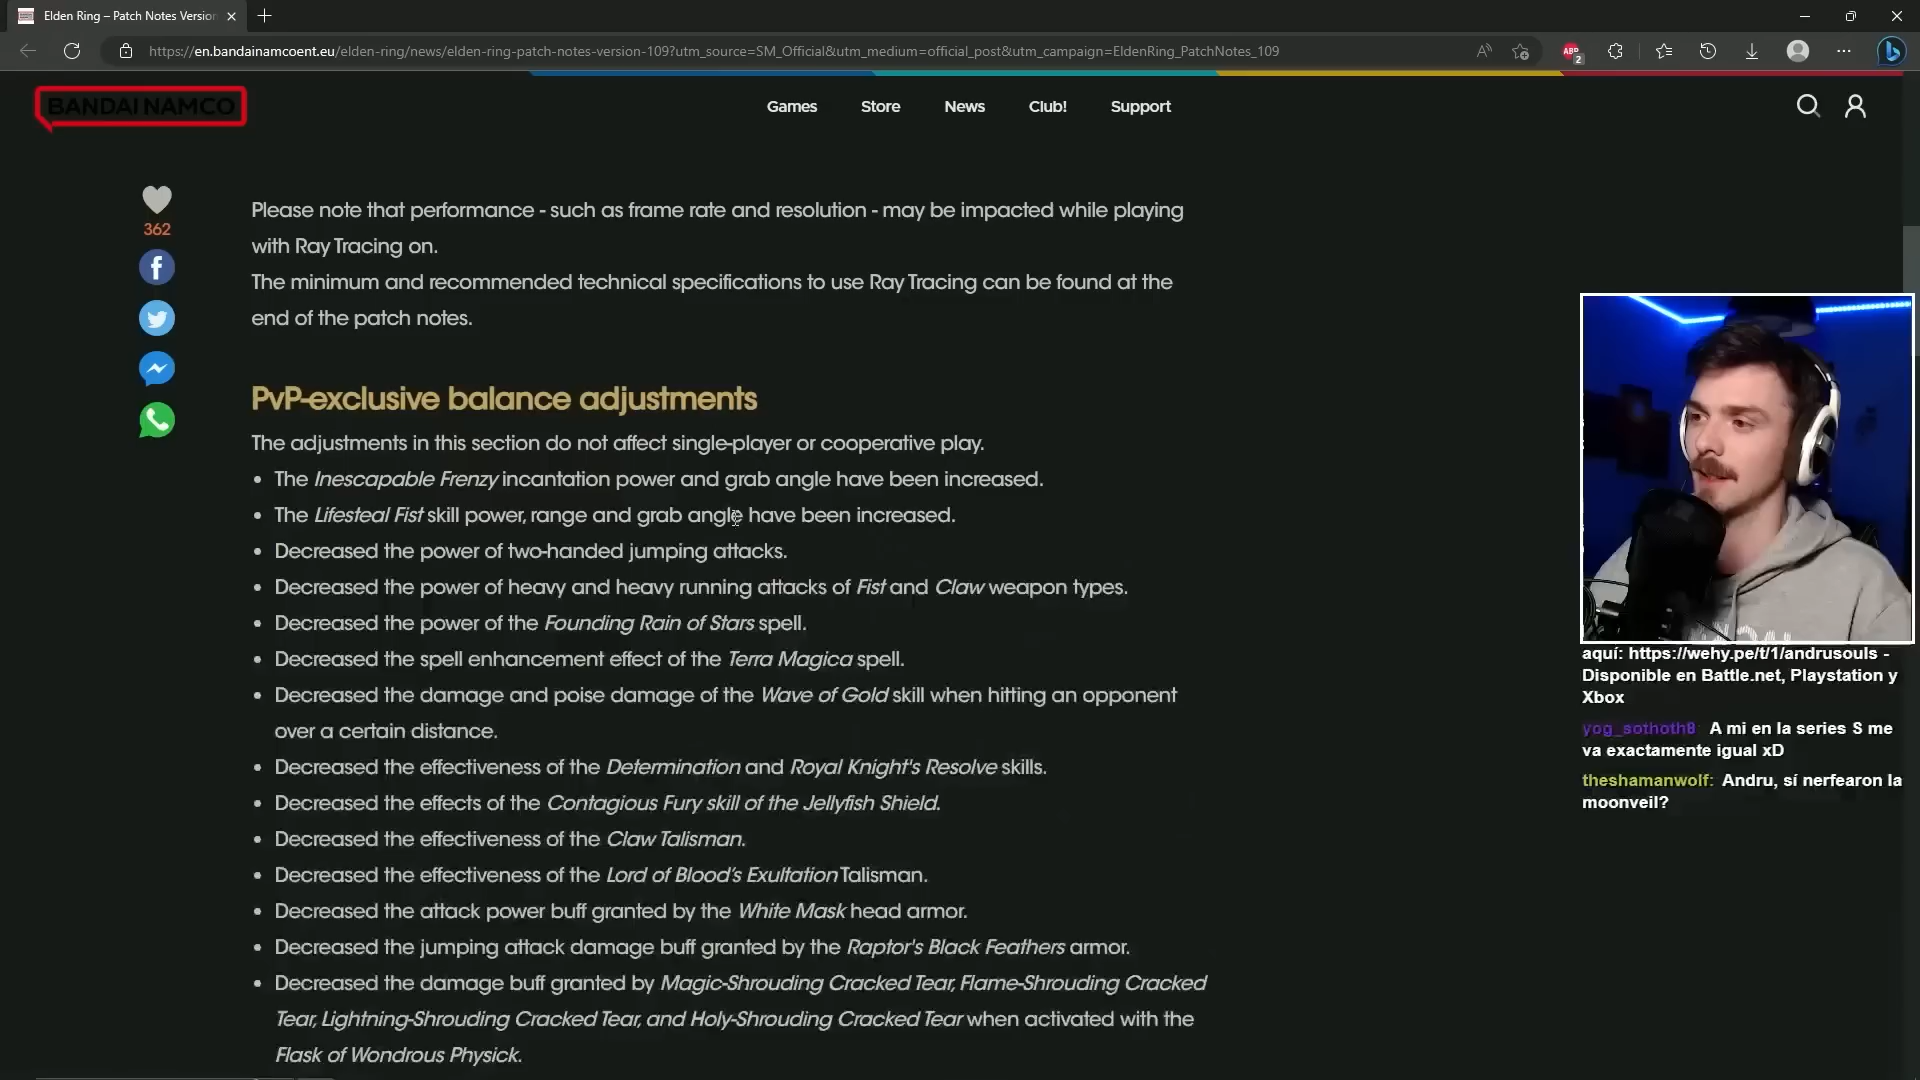 Elden Ring – Patch Notes Versio
https://en.bandainamcoent.eu/elden-ring/news/elden-ring-patch-notes-version-109?utm_source=SM_Official&utm_medium=official_post&utm_campaign=EldenRing_PatchNotes_109
ABP
2
BANDAI NAMCO
Games
Store
News
Club!
Support
362
Please note that performance - such as frame rate and resolution - may be impacted while playing
with Ray Tracing on.
The minimum and recommended technical specifications to use Ray Tracing can be found at the
end of the patch notes.
PvP-exclusive balance adjustments
The adjustments in this section do not affect single-player or cooperative play.
• The Inescapable Frenzy incantation power and grab angle have been increased.
• The Lifesteal Fist skill power, range and grab angle have been increased.
• Decreased the power of two-handed jumping attacks.
• Decreased the power of heavy and heavy running attacks of Fist and Claw weapon types.
• Decreased the power of the Founding Rain of Stars spell.
• Decreased the spell enhancement effect of the Terra Magica spell.
• Decreased the damage and poise damage of the Wave of Gold skill when hitting an opponent
over a certain distance.
• Decreased the effectiveness of the Determination and Royal Knight's Resolve skills.
• Decreased the effects of the Contagious Fury skill of the Jellyfish Shield.
• Decreased the effectiveness of the Claw Talisman.
• Decreased the effectiveness of the Lord of Blood’s Exultation Talisman.
• Decreased the attack power buff granted by the White Mask head armor.
• Decreased the jumping attack damage buff granted by the Raptor's Black Feathers armor.
• Decreased the damage buff granted by Magic-Shrouding Cracked Tear, Flame-Shrouding Cracked
Tear, Lightning-Shrouding Cracked Tear, and Holy-Shrouding Cracked Tear when activated with the
Flask of Wondrous Physick.
aquí: https://wehy.pe/t/1/andrusouls -
Disponible en Battle.net, Playstation y
Xbox
yog_sothoth8: A mi en la series S me
va exactamente igual xD
theshamanwolf: Andru, sí nerfearon la
moonveil?